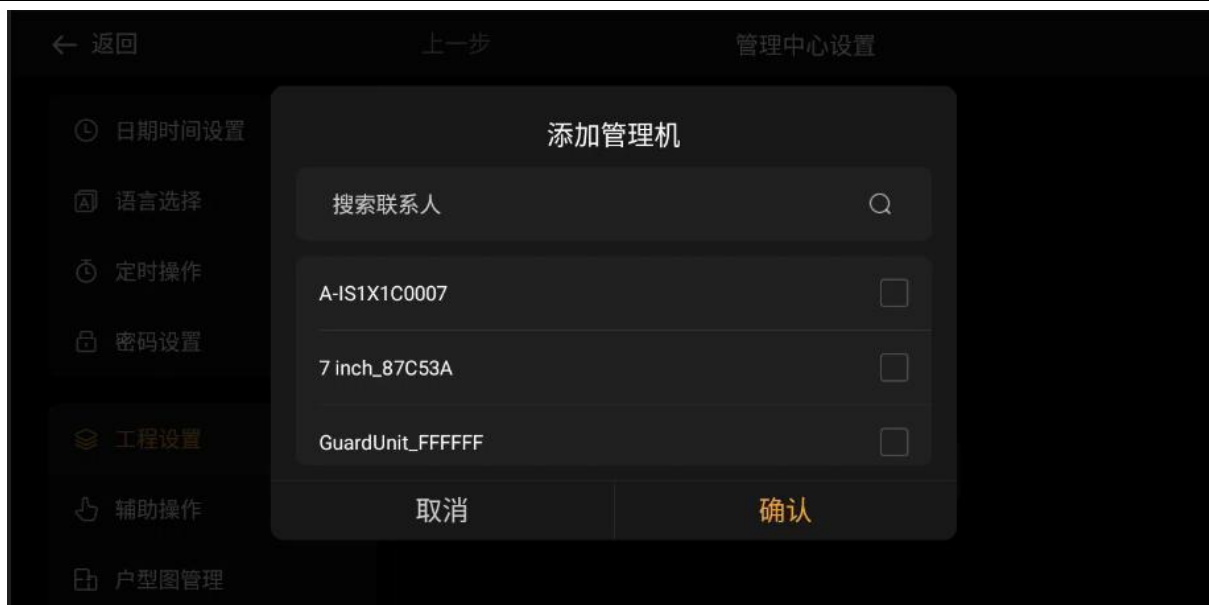 返回
上一步
管理中心设置
日期时间设置
语言选择
定时操作
密码设置
工程设置
辅助操作
户型图管理
添加管理机
搜索联系人
A-IS1X1C0007
7 inch_87C53A
GuardUnit_FFFFFF
取消
确认